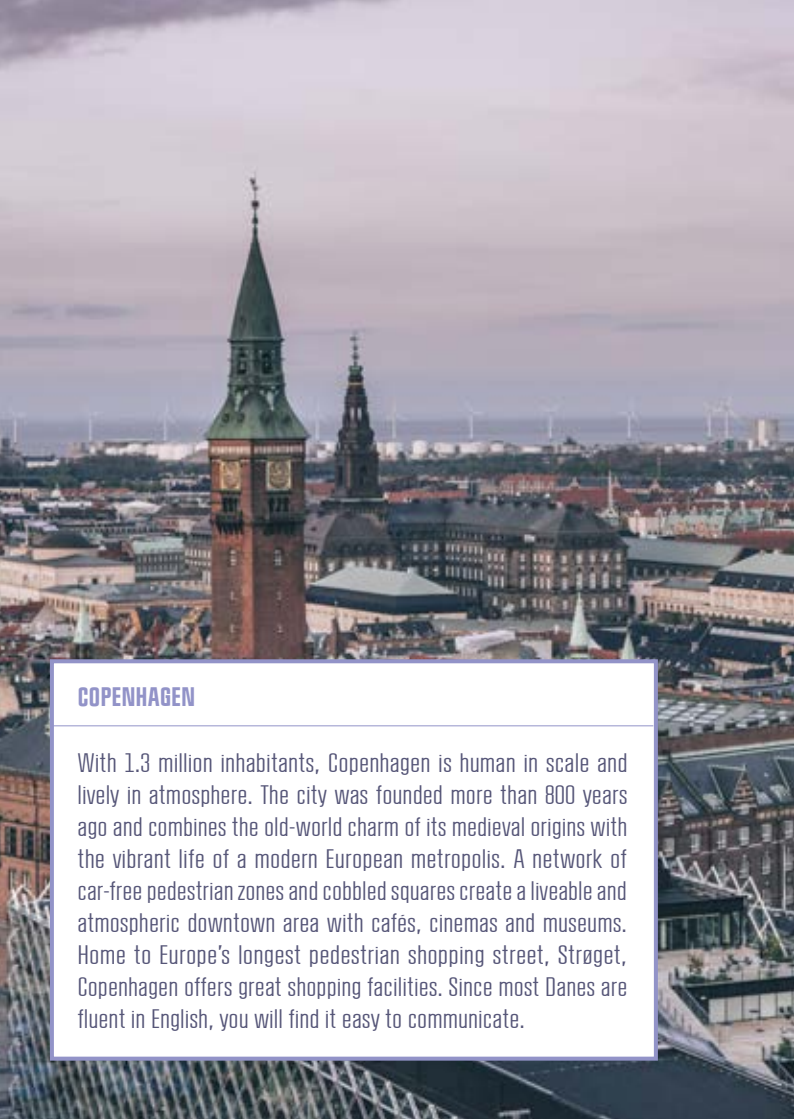 COPENHAGEN
With 1.3 million inhabitants, Copenhagen is human in scale and
lively in atmosphere. The city was founded more than 800 years
ago and combines the old-world charm of its medieval origins with
the vibrant life of a modern European metropolis. A network of
car-free pedestrian zones and cobbled squares create a liveable and
atmospheric downtown area with cafés, cinemas and museums.
Home to Europe’s longest pedestrian shopping street, Strøget,
Copenhagen offers great shopping facilities. Since most Danes are
fluent in English, you will find it easy to communicate.